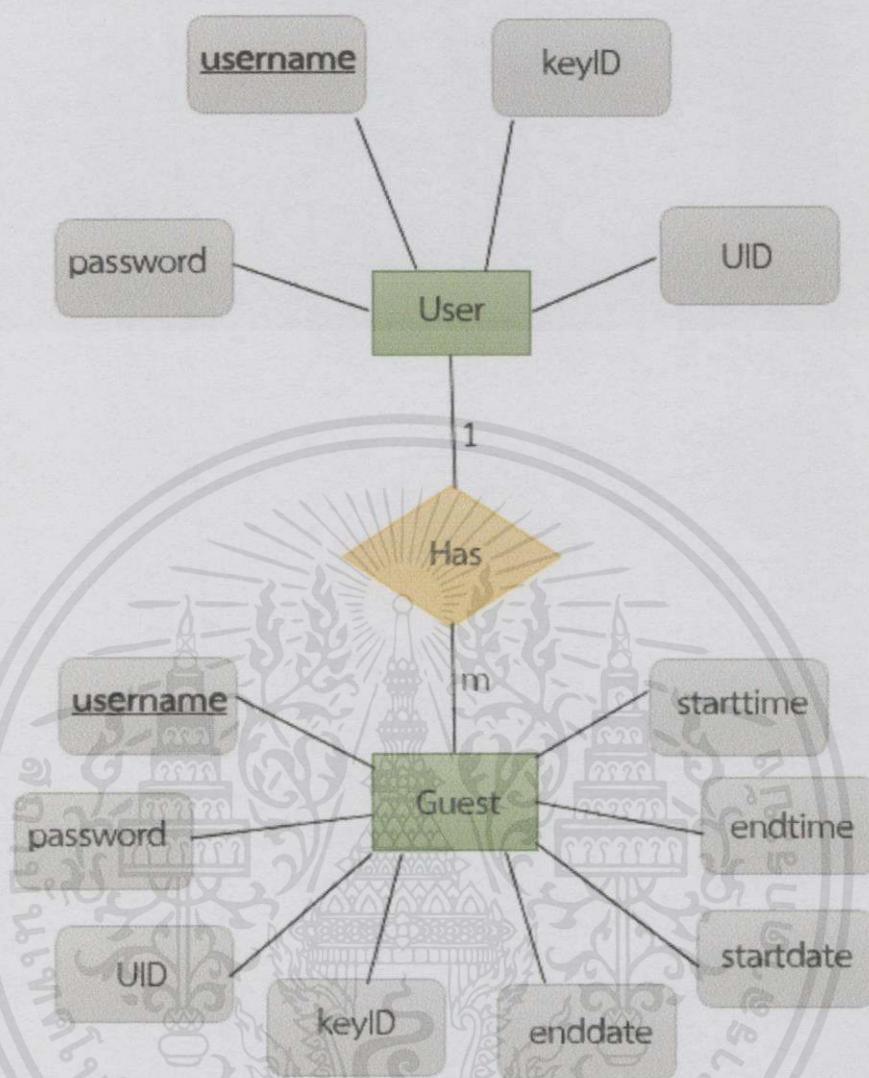 username
keyID
password
UID
User
1
Has
m
username
starttime
password
Guest
endtime
UID
startdate
keyID
enddate